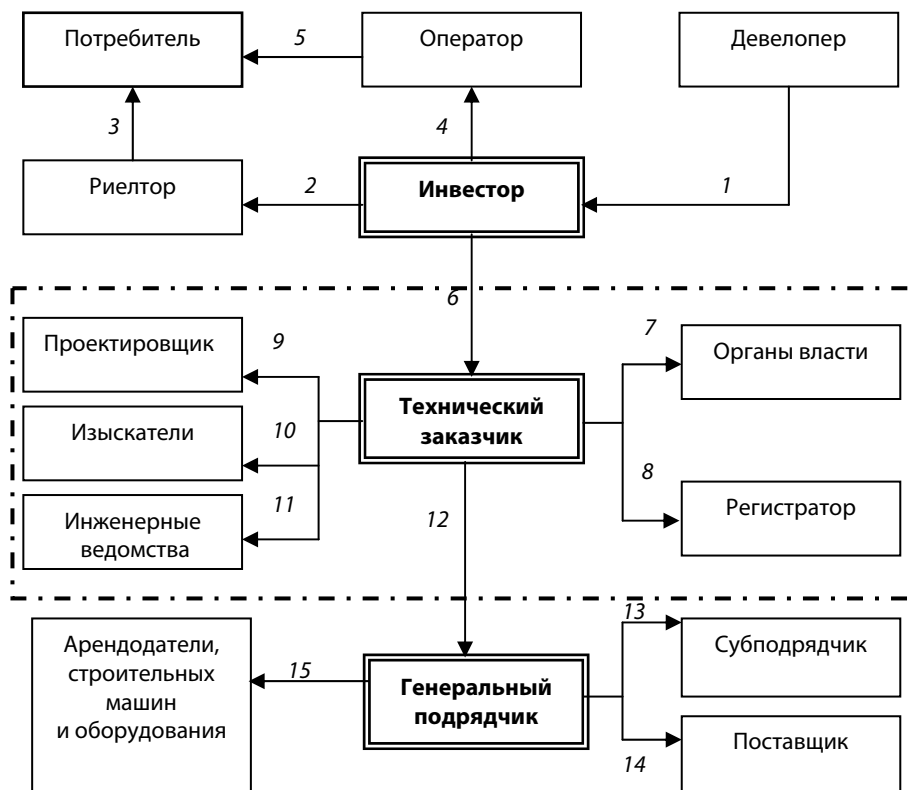 Потребитель
5
Оператор
Девелопер
3
4
Риелтор
2
Инвестор
1
6
Проектировщик
9
7
Органы власти
Технический
заказчик
Изыскатели
10
8
Регистратор
Инженерные
ведомства
11
12
13
Арендодатели,
строительных
машин
и оборудования
15
Генеральный
подрядчик
Субподрядчик
14
Поставщик